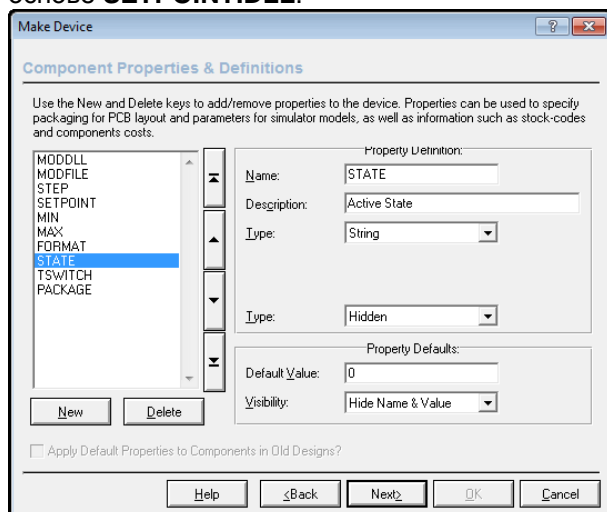 основе SETPOINT.DLL.
Make Device
Component Properties & Definitions
Use the New and Delete keys to add/remove properties to the device. Properties can be used to specify
packaging for PCB layout and parameters for simulator models, as well as information such as stock-codes
and components costs.
MODDLL
MODFILE
STEP
SETPOINT
MIN
MAX
FORMAT
STATE
TSWITCH
PACKAGE
New
Delete
Property Definition:
Name: STATE
Description: Active State
Type: String
Type: Hidden
Property Defaults:
Default Value: 0
Visibility: Hide Name & Value
Apply Default Properties to Components in Old Designs?
Help <Back Next> OK Cancel